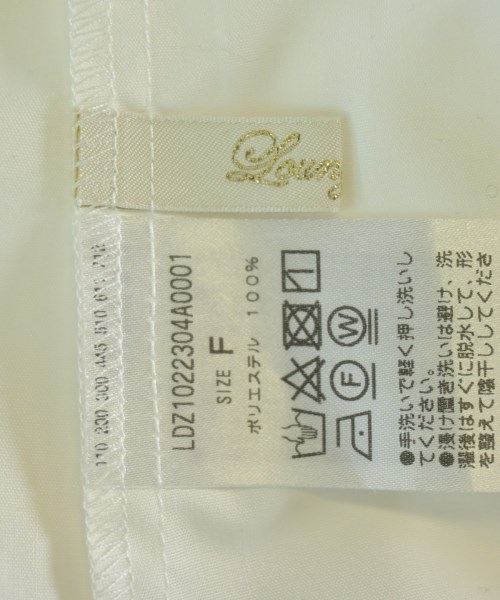 Loung
LDZ1022304A0001
SIZE F
ポリエステル 100%
W
F
●手洗いで軽く押し洗いし
てください。
●浸け置き洗いは避け、洗
濯後はすぐに脱水して、形
を整えて陰干ししてくださ